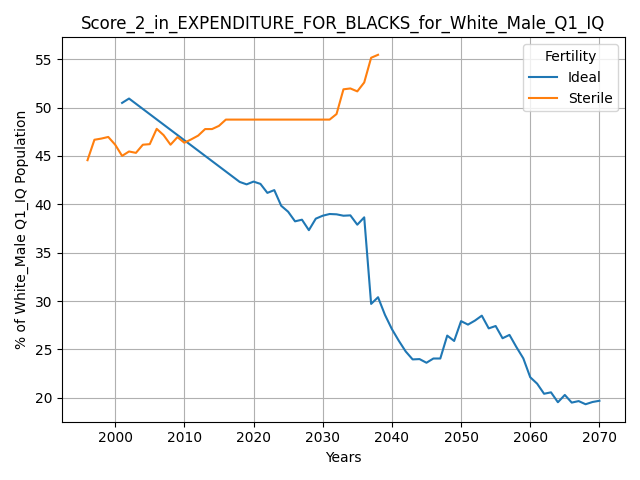 Score_2_in_EXPENDITURE_FOR_BLACKS_for_White_Male_Q1_IQ
Fertility
Ideal
Sterile
% of White_Male Q1_IQ Population
55
50
45
40
35
30
25
20
2000
2010
2020
2030
2040
2050
2060
2070
Years